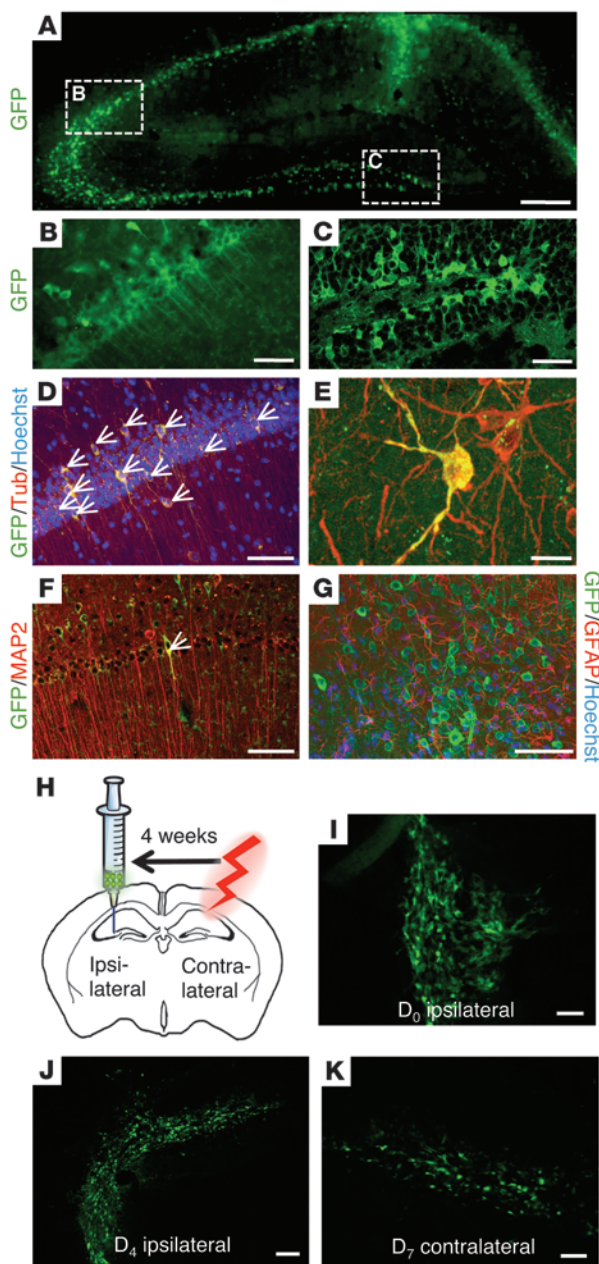 A
GFP
B
C
B
C
GFP
D
E
GFP/Tub/Hoechst
F
G
GFP/MAP2
GFP/GFAP/Hoechst
H
4 weeks
Ipsi-
lateral
Contra-
lateral
I
D0 ipsilateral
J
D4 ipsilateral
K
D7 contralateral